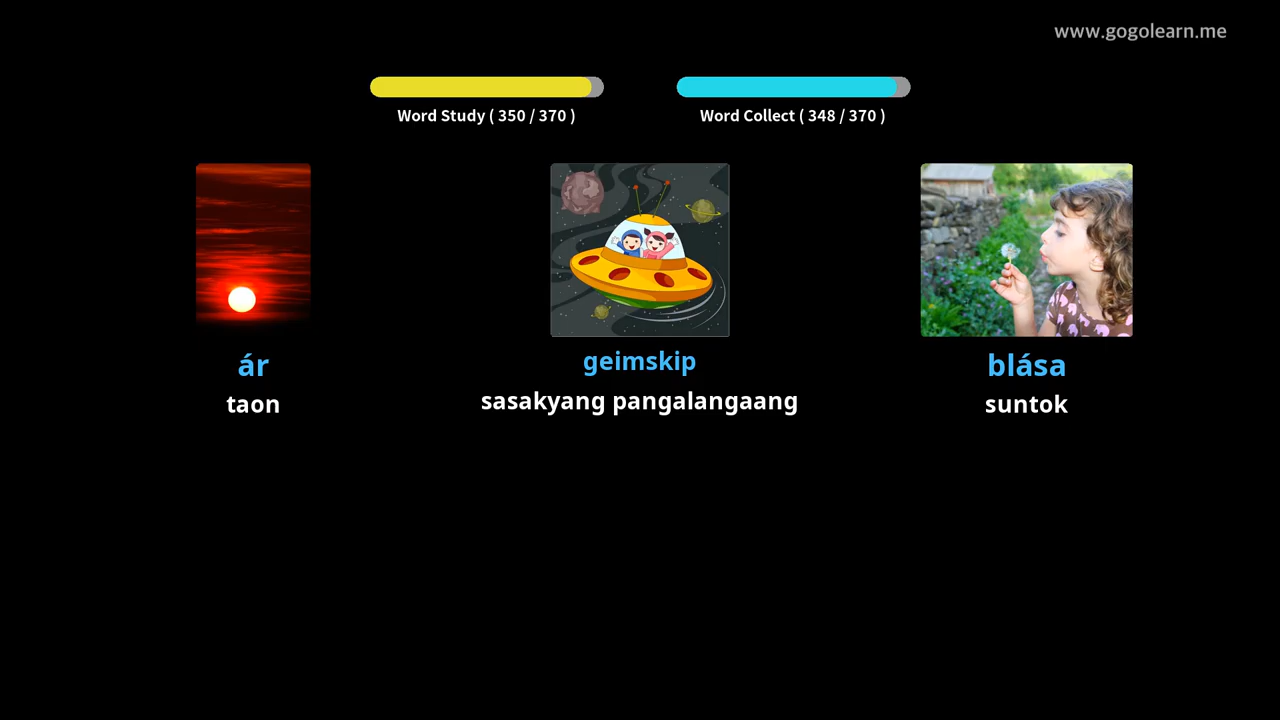 www.gogolearn.me
Word Study ( 350 / 370 )
Word Collect ( 348 / 370 )
ár
taon
geimskip
sasakyang pangalangaang
blása
suntok